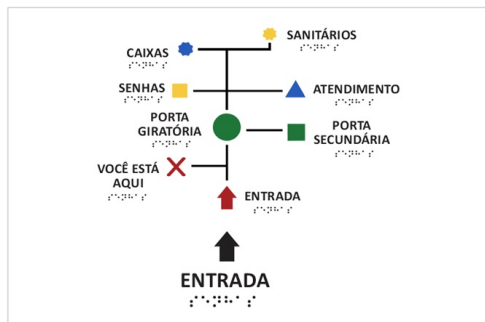 SANITÁRIOS
⠎⠑⠝⠓⠁⠎
CAIXAS
⠎⠑⠝⠓⠁⠎
SENHAS
⠎⠑⠝⠓⠁⠎
ATENDIMENTO
⠎⠑⠝⠓⠁⠎
PORTA
GIRATÓRIA
⠎⠑⠝⠓⠁⠎
PORTA
SECUNDÁRIA
⠎⠑⠝⠓⠁⠎
VOCÊ ESTÁ
AQUI
⠎⠑⠝⠓⠁⠎
ENTRADA
⠎⠑⠝⠓⠁⠎
ENTRADA
⠎⠑⠝⠓⠁⠎